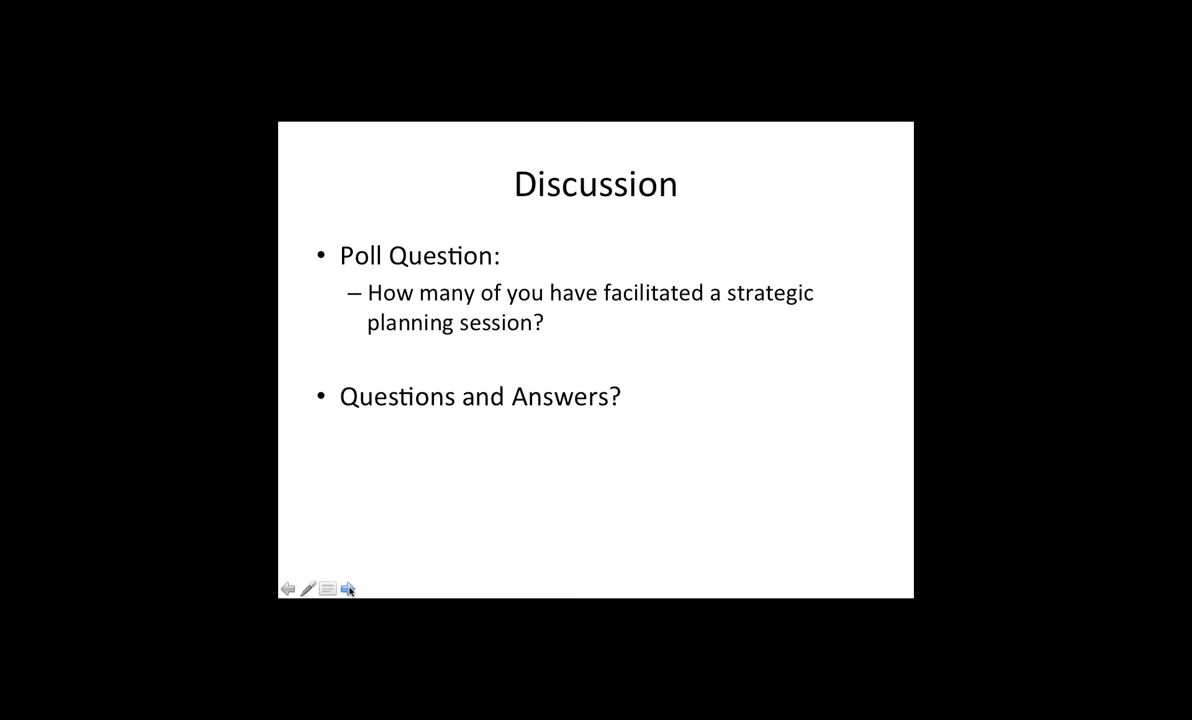 Discussion
• Poll Question:
– How many of you have facilitated a strategic
planning session?
• Questions and Answers?